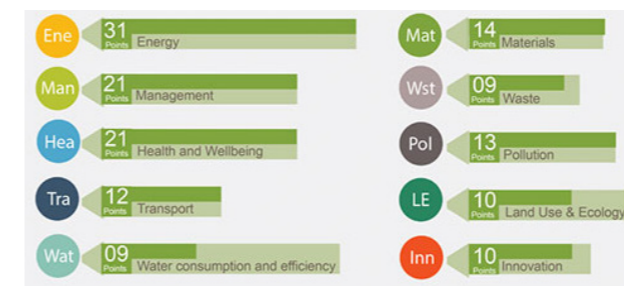 Ene
31
Points
Energy
Man
21
Points
Management
Hea
21
Points
Health and Wellbeing
Tra
12
Points
Transport
Wat
09
Points
Water consumption and efficiency
Mat
14
Points
Materials
Wst
09
Points
Waste
Pol
13
Points
Pollution
LE
10
Points
Land Use & Ecology
Inn
10
Points
Innovation